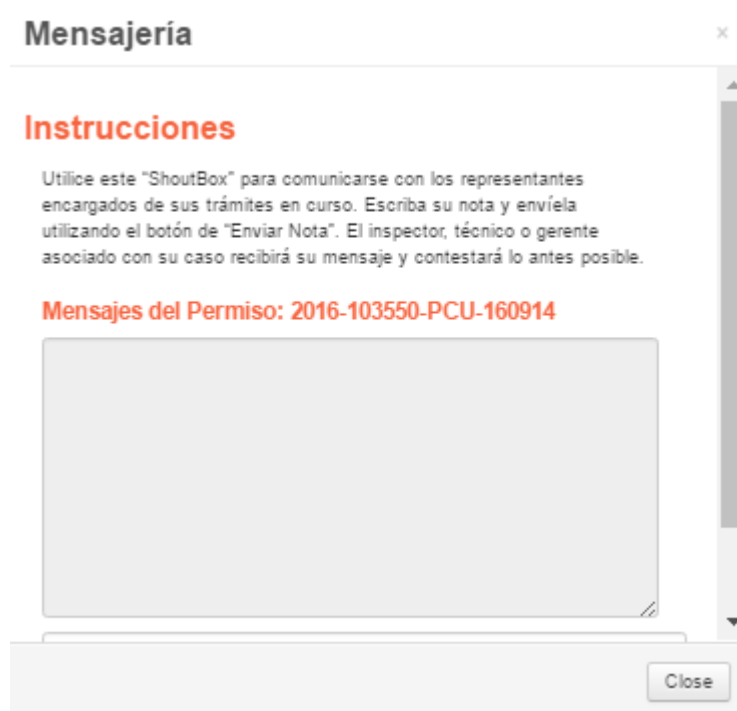 Mensajería
×
Instrucciones
Utilice este "ShoutBox" para comunicarse con los representantes
encargados de sus trámites en curso. Escriba su nota y envíela
utilizando el botón de "Enviar Nota". El inspector, técnico o gerente
asociado con su caso recibirá su mensaje y contestará lo antes posible.
Mensajes del Permiso: 2016-103550-PCU-160914
Close